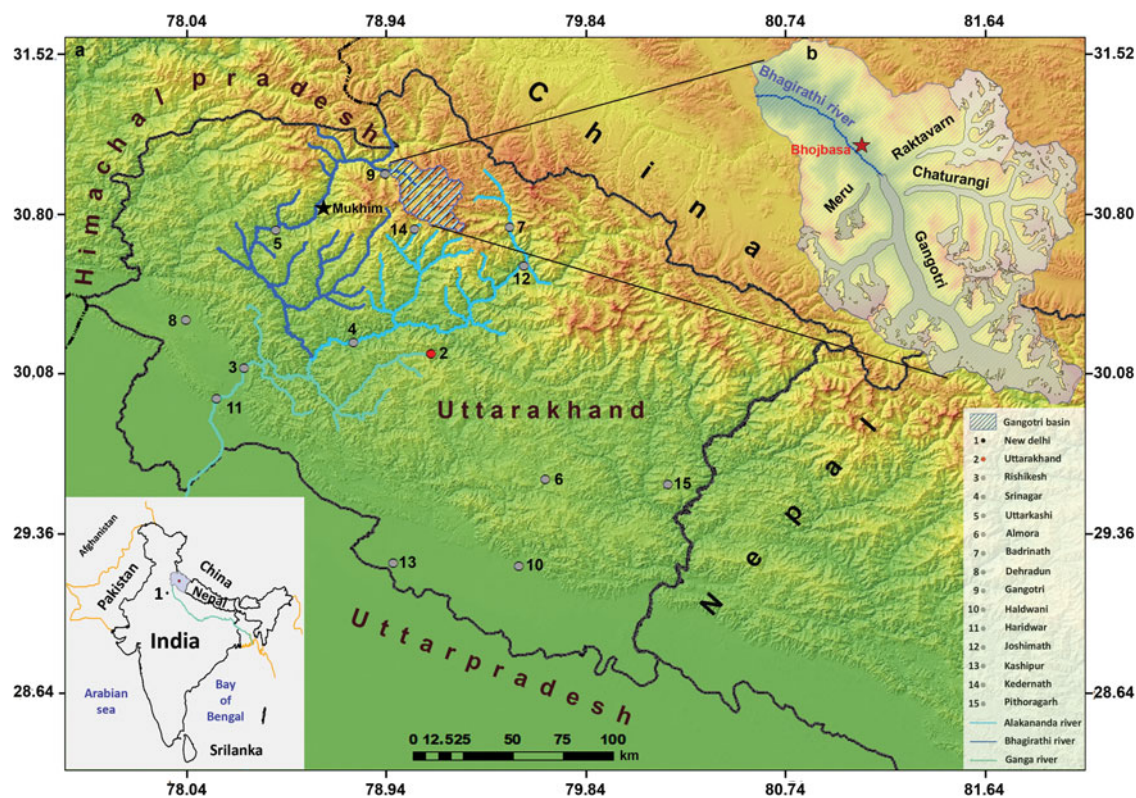 78.04 78.94 79.84 80.74 81.64
31.52
30.80
30.08
29.36
28.64
31.52
30.80
30.08
29.36
28.64
78.04 78.94 79.84 80.74 81.64
a
Himachalpradesh
China
Nepal
Uttarakhand
Uttarpradesh
Mukhim
9
5
14
7
12
8
4
2
3
11
6
15
13
10
b
Bhagirathi river
Bhojbasa
Raktavarn
Chaturangi
Meru
Gangotri
Gangotri basin
1 New delhi
2 Uttarakhand
3 Rishikesh
4 Srinagar
5 Uttarkashi
6 Almora
7 Badrinath
8 Dehradun
9 Gangotri
10 Haldwani
11 Haridwar
12 Joshimath
13 Kashipur
14 Kedernath
15 Pithoragarh
Alakananda river
Bhagirathi river
Ganga river
Afghanistan
Pakistan
China
Nepal
1
India
Arabian
sea
Bay
of
Bengal
Srilanka
0 12.525 50 75 100
km